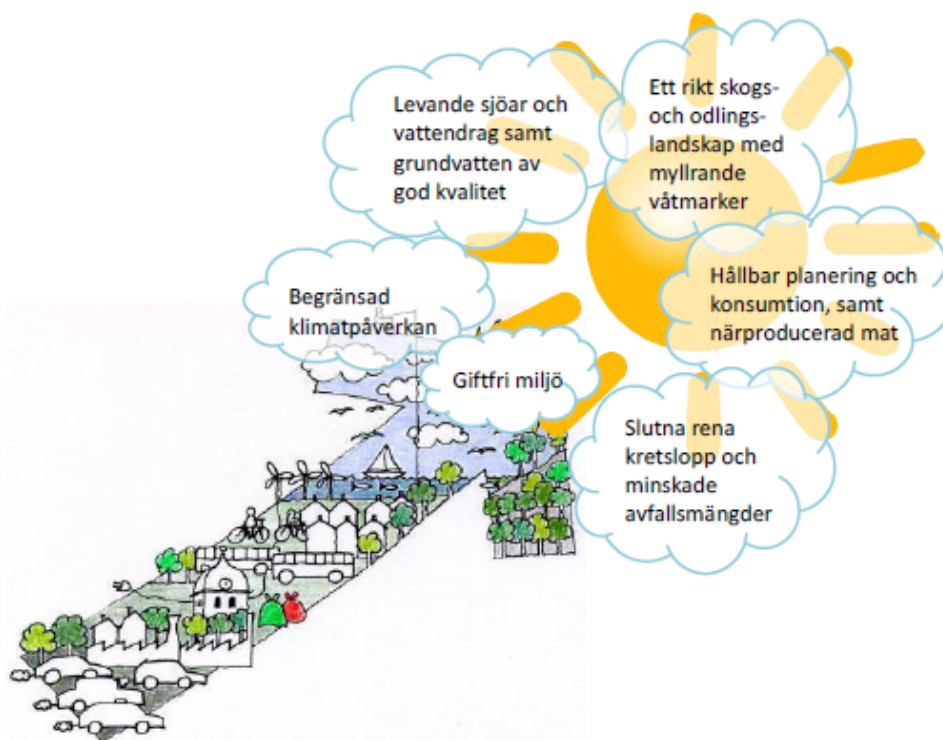 Levande sjöar och
vattendrag samt
grundvatten av
god kvalitet
Ett rikt skogs-
och odlings-
landskap med
myllrande
våtmarker
Begränsad
klimatpåverkan
Hållbar planering och
konsumtion, samt
närproducerad mat
Giftfri miljö
Slutna rena
kretslopp och
minskade
avfallsmängder